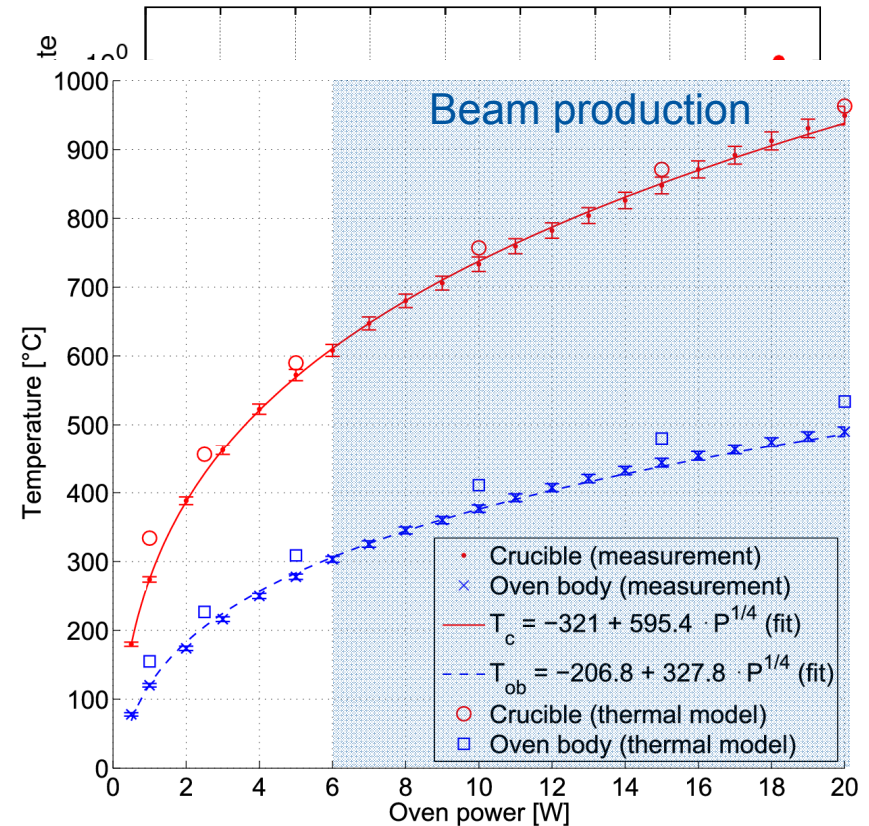 te
10⁰
1000
Beam production
900
800
700
600
500
400
300
200
100
0
Temperature [°C]
Crucible (measurement)
Oven body (measurement)
T_c = −321 + 595.4 · P^1/4 (fit)
T_ob = −206.8 + 327.8 · P^1/4 (fit)
Crucible (thermal model)
Oven body (thermal model)
0 2 4 6 8 10 12 14 16 18 20
Oven power [W]